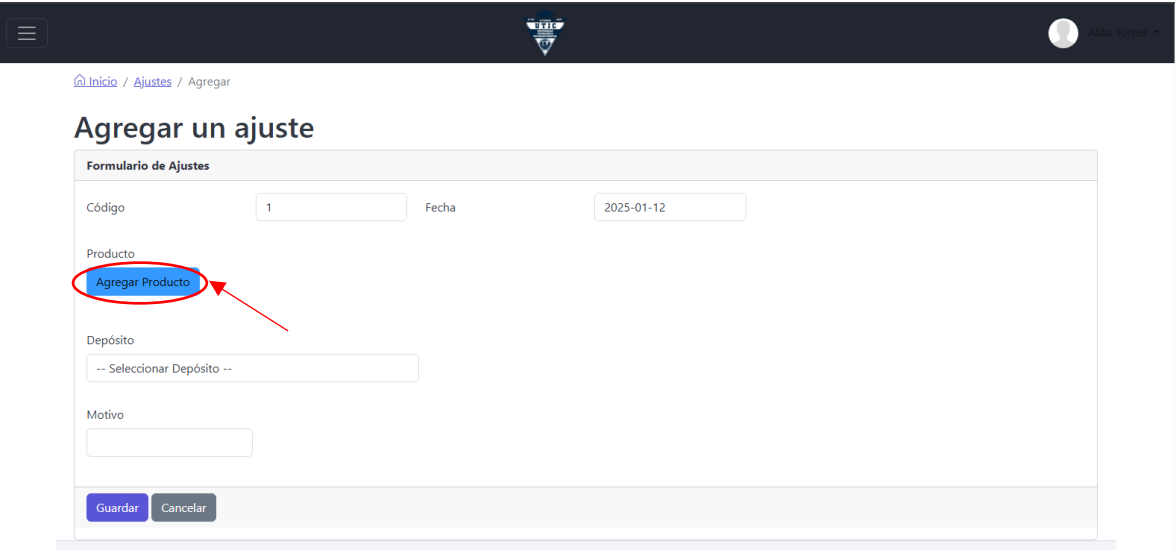 UTIC
Aldo Torres
Inicio / Ajustes / Agregar
Agregar un ajuste
Formulario de Ajustes
Código 1 Fecha 2025-01-12
Producto
Agregar Producto
Depósito
-- Seleccionar Depósito --
Motivo
Guardar Cancelar